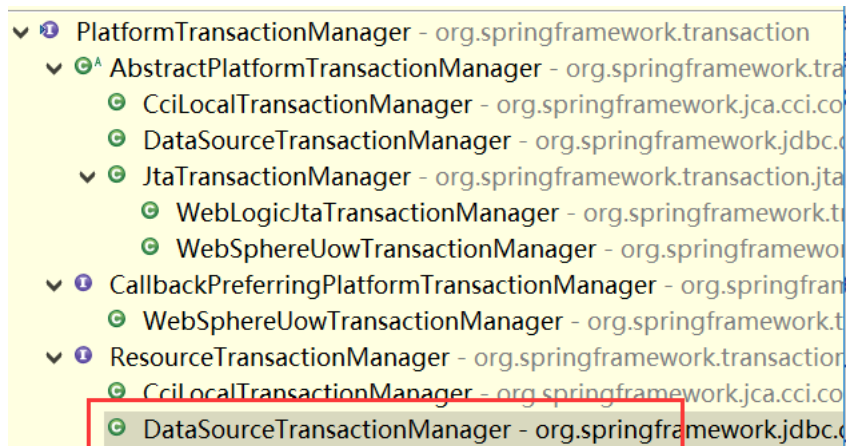 PlatformTransactionManager - org.springframework.transaction
AbstractPlatformTransactionManager - org.springframework.tra
CciLocalTransactionManager - org.springframework.jca.cci.co
DataSourceTransactionManager - org.springframework.jdbc.
JtaTransactionManager - org.springframework.transaction.jta
WebLogicJtaTransactionManager - org.springframework.t
WebSphereUowTransactionManager - org.springframewo
CallbackPreferringPlatformTransactionManager - org.springfran
WebSphereUowTransactionManager - org.springframework.t
ResourceTransactionManager - org.springframework.transaction
CciLocalTransactionManager - org.springframework.jca.cci.co
DataSourceTransactionManager - org.springframework.jdbc.